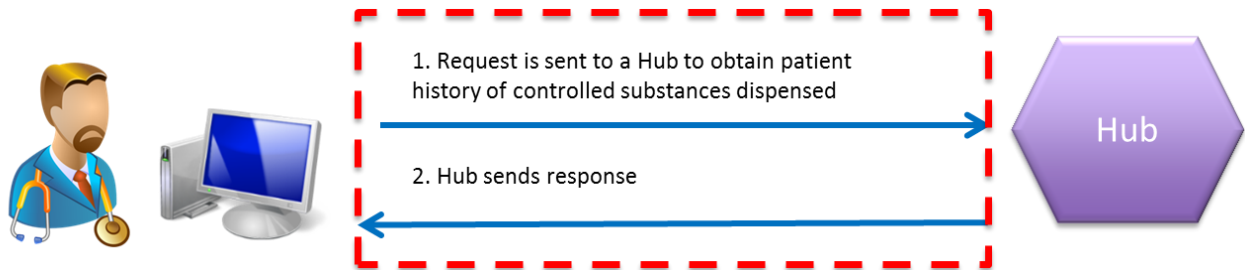 1. Request is sent to a Hub to obtain patient
history of controlled substances dispensed
Hub
2. Hub sends response